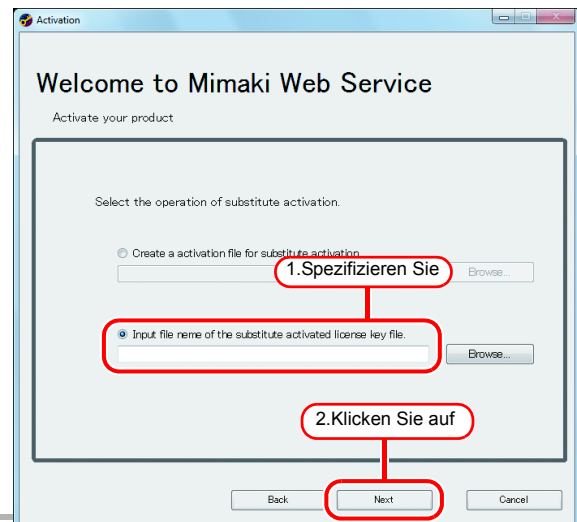 Activation
Welcome to Mimaki Web Service
Activate your product
Select the operation of substitute activation.
Create a activation file for substitute activation.
1.Spezifizieren Sie
Browse...
Input file neme of the substitute activated license key file.
Browse...
2.Klicken Sie auf
Back Next Cancel